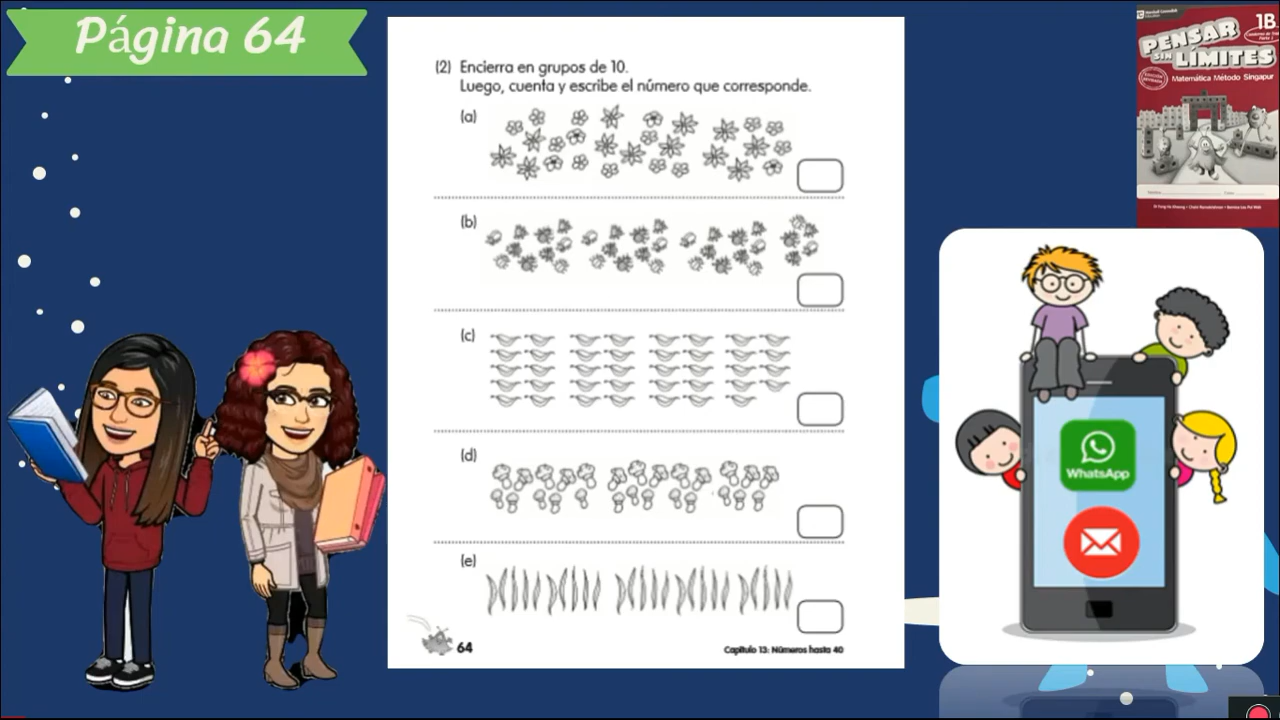 Página 64
(2) Encierra en grupos de 10.
Luego, cuenta y escribe el número que corresponde.
(a)
(b)
(c)
(d)
(e)
64
Capítulo 13: Números hasta 40
1B
PENSAR
SIN LÍMITES
Matemática Método Singapur
WhatsApp